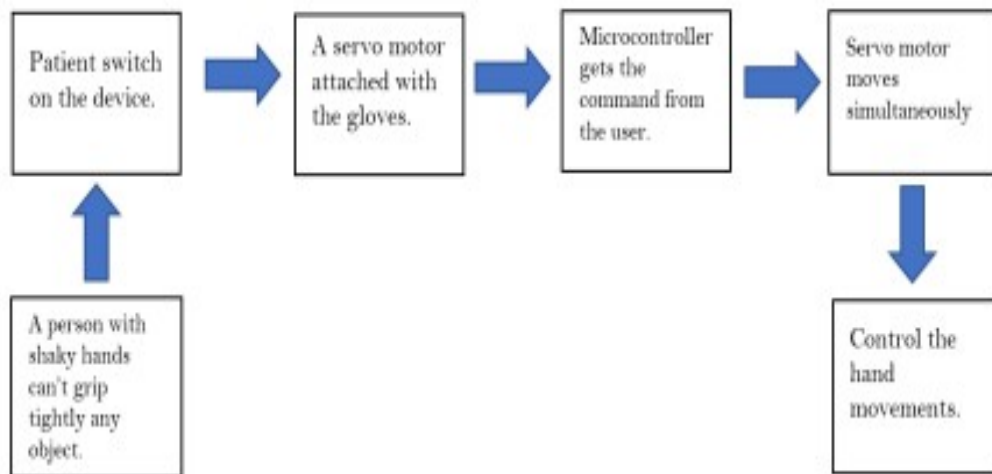 Patient switch
on the device.
A servo motor
attached with
the gloves.
Microcontroller
gets the
command from
the user.
Servo motor
moves
simultaneously
A person with
shaky hands
can't grip
tightly any
object.
Control the
hand
movements.